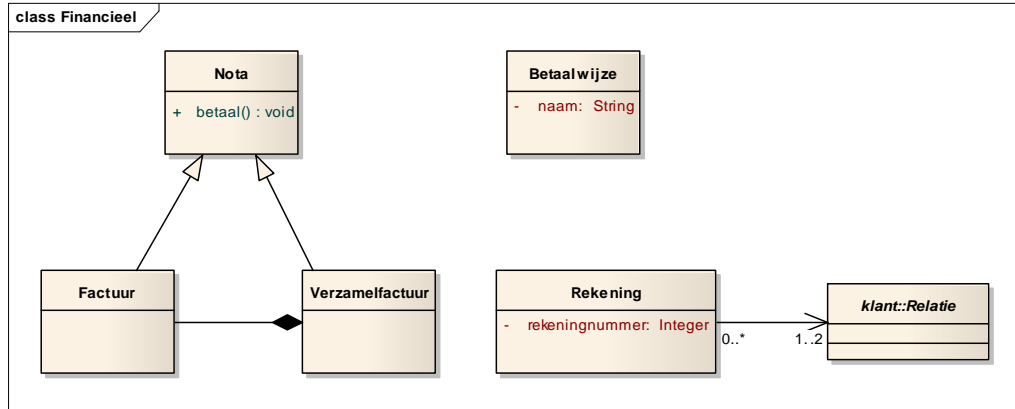 class Financieel
Nota
+ betaal() : void
Betaalwijze
- naam: String
Factuur
Verzamelfactuur
Rekening
- rekeningnummer: Integer
klant::Relatie
0..*
1..2